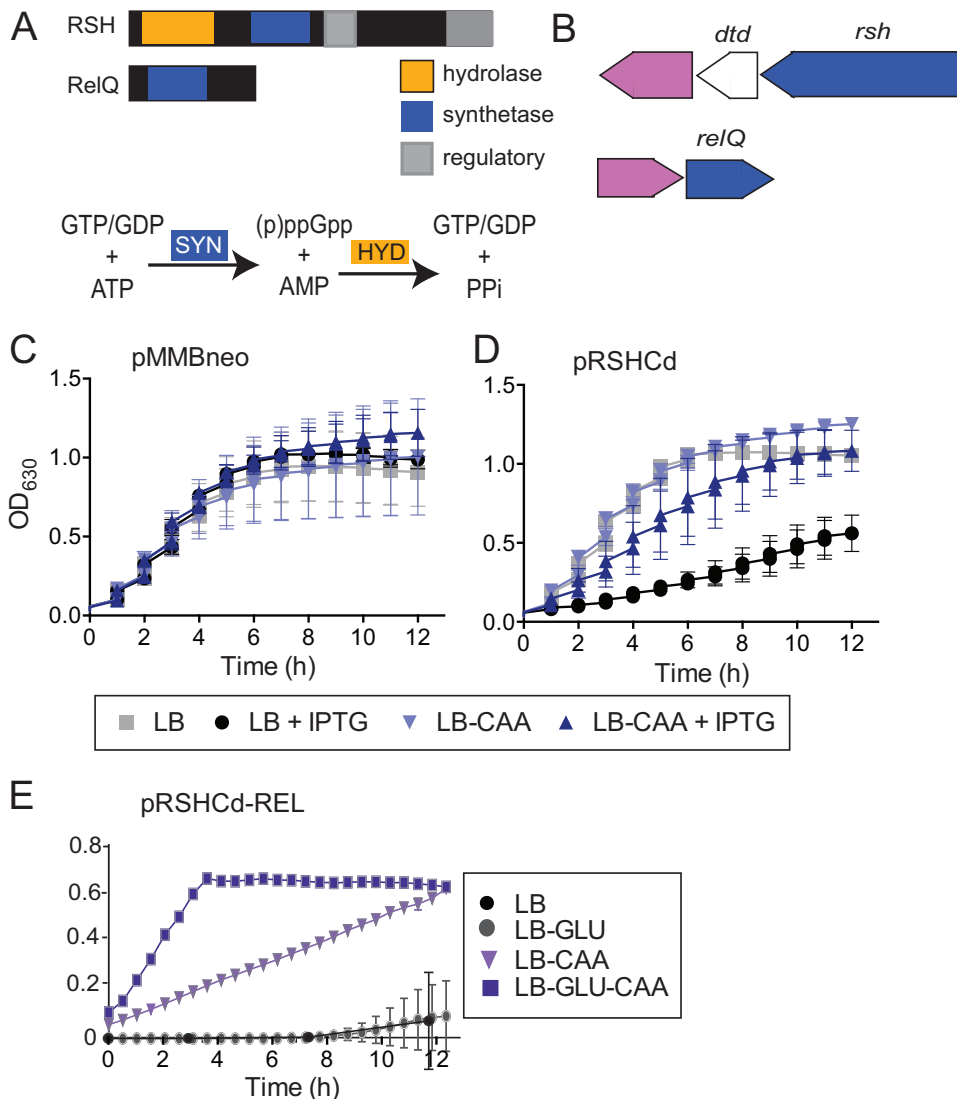 A
RSH
RelQ
hydrolase
synthetase
regulatory
GTP/GDP
+
ATP
SYN
(p)ppGpp
+
AMP
HYD
GTP/GDP
+
PPi
B
dtd
rsh
relQ
C
pMMBneo
OD630
1.5
1.0
0.5
0.0
0 2 4 6 8 10 12
Time (h)
D
pRSHCd
1.5
1.0
0.5
0.0
0 2 4 6 8 10 12
Time (h)
LB LB + IPTG LB-CAA LB-CAA + IPTG
E
pRSHCd-REL
0.8
0.6
0.4
0.2
0
0 2 4 6 8 10 12
Time (h)
LB
LB-GLU
LB-CAA
LB-GLU-CAA